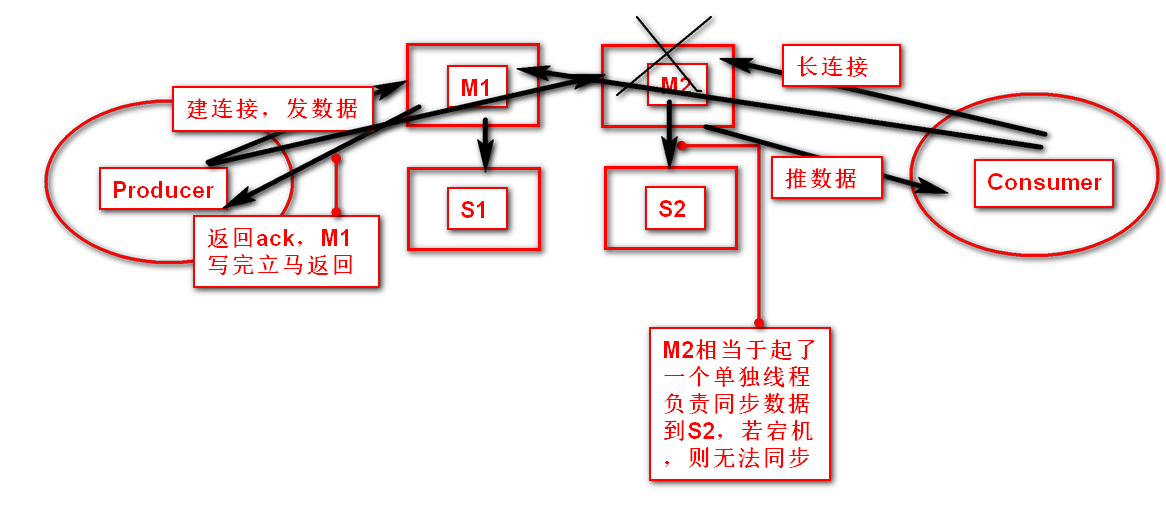 M1
M2
长连接
建连接，发数据
Producer
S1
S2
推数据
Consumer
返回ack，M1
写完立马返回
M2相当于起了
一个单独线程
负责同步数据
到S2，若宕机
，则无法同步